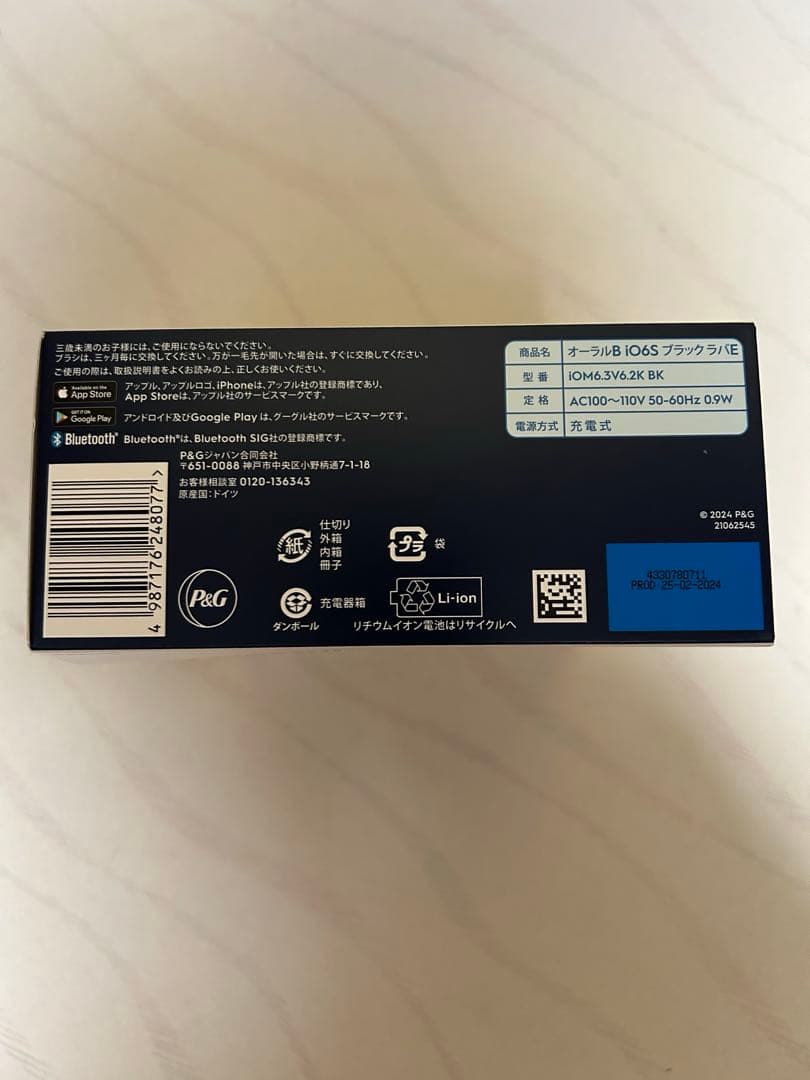 三歳未満のお子様には、ご使用にならないでください。
ブラシは、三ヶ月毎に交換してください。万が一毛先が開いた場合は、すぐに交換してください。
ご使用の際は、取扱説明書をよくお読みの上、正しくお使いください。
Available on the
App Store
アップル、アップルロゴ、iPhoneは、アップル社の登録商標であり、
App Storeは、アップル社のサービスマークです。
GET IT ON
Google Play
アンドロイド及びGoogle Play は、グーグル社のサービスマークです。
Bluetooth®
Bluetooth®は、Bluetooth SIG社の登録商標です。
P&Gジャパン合同会社
〒651-0088 神戸市中央区小野柄通7-1-18
お客様相談室 0120-136343
原産国:ドイツ
商品名 オーラルB iO6S ブラック ラバE
型番 iOM6.3V6.2K BK
定格 AC100~110V 50-60Hz 0.9W
電源方式 充電式
© 2024 P&G
21062545
4 987176 248077 >
P&G
紙
仕切り
外箱
内箱
冊子
プラ
袋
ダンボール
充電器箱
Li-ion
リチウムイオン電池はリサイクルへ
4330780711
PROD 25-02-2024